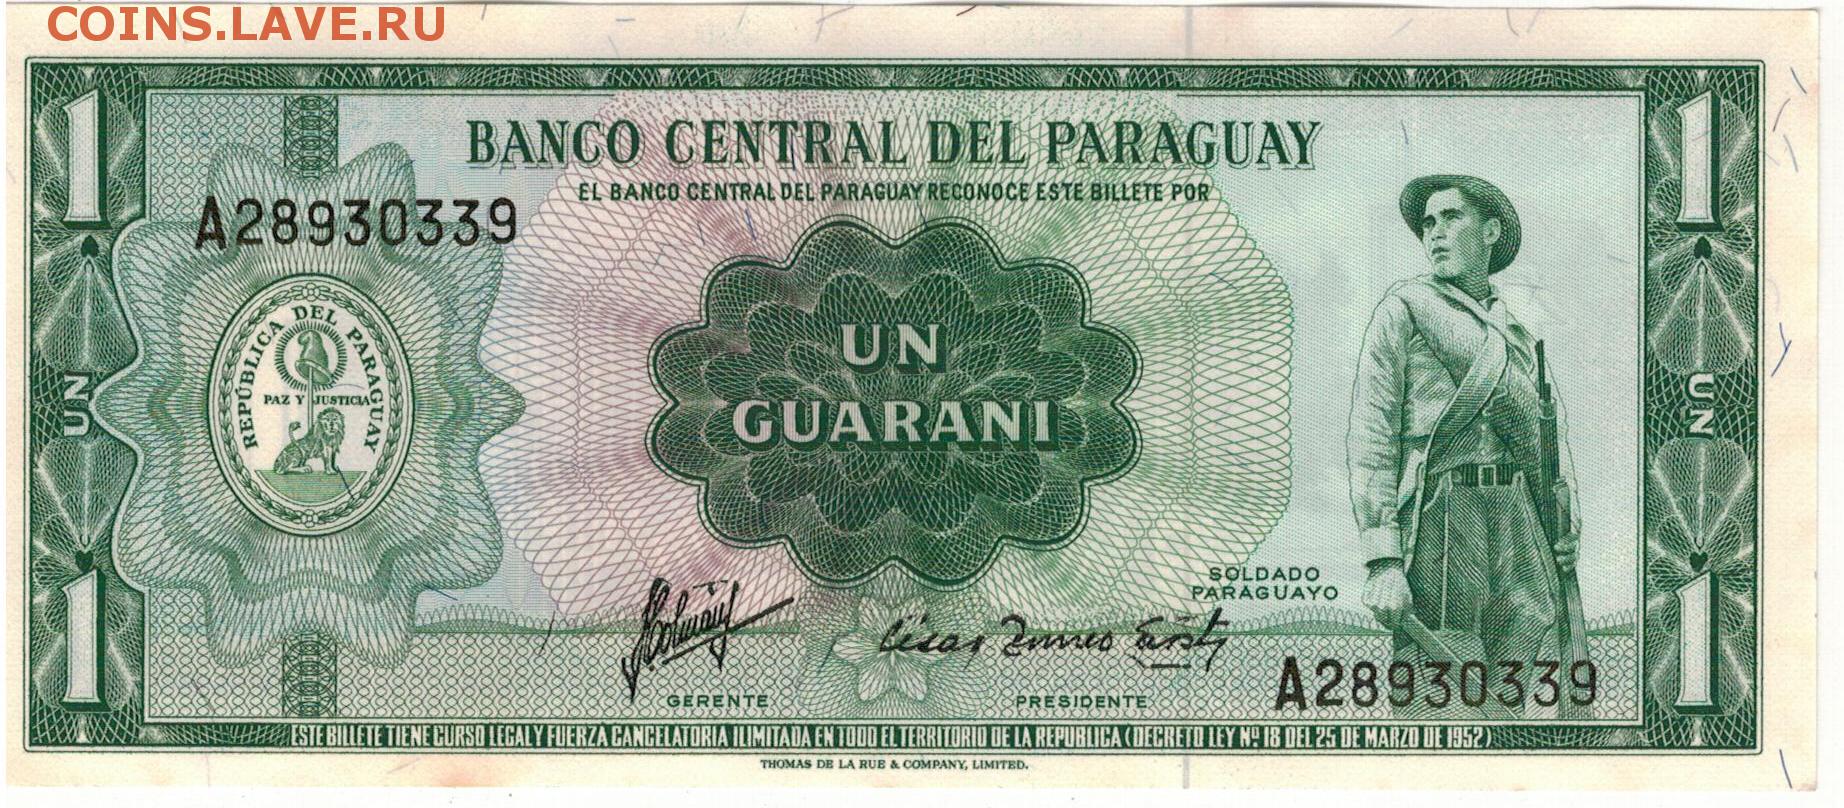 COINS.LAVE.RU
1
1
BANCO CENTRAL DEL PARAGUAY
EL BANCO CENTRAL DEL PARAGUAY RECONOCE ESTE BILLETE POR
A28930339
REPÚBLICA DEL PARAGUAY
PAZ Y JUSTICIA
UN
GUARANI
UN
UN
SOLDADO
PARAGUAYO
1
1
GERENTE
PRESIDENTE
A28930339
ESTE BILLETE TIENE CURSO LEGAL Y FUERZA CANCELATORIA ILIMITADA EN TODO EL TERRITORIO DE LA REPUBLICA (DECRETO LEY Nº 18 DEL 25 DE MARZO DE 1952)
THOMAS DE LA RUE & COMPANY, LIMITED.